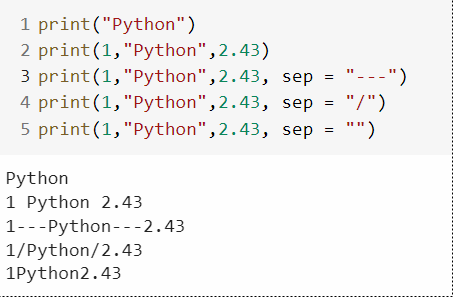 1 print("Python")
2 print(1,"Python",2.43)
3 print(1,"Python",2.43, sep = "---")
4 print(1,"Python",2.43, sep = "/")
5 print(1,"Python",2.43, sep = "")
Python
1 Python 2.43
1---Python---2.43
1/Python/2.43
1Python2.43